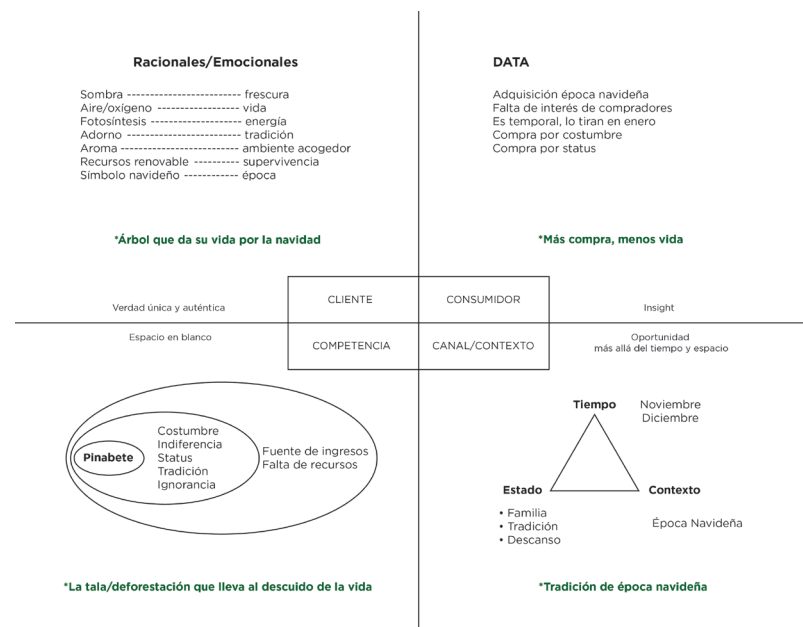 Racionales/Emocionales
Sombra ------------------------- frescura
Aire/oxígeno ------------------ vida
Fotosíntesis ------------------- energía
Adorno ------------------------- tradición
Aroma -------------------------- ambiente acogedor
Recursos renovable ---------- supervivencia
Símbolo navideño ------------ época
*Árbol que da su vida por la navidad
DATA
Adquisición época navideña
Falta de interés de compradores
Es temporal, lo tiran en enero
Compra por costumbre
Compra por status
*Más compra, menos vida
Verdad única y auténtica
CLIENTE
CONSUMIDOR
Insight
Espacio en blanco
COMPETENCIA
CANAL/CONTEXTO
Oportunidad
más allá del tiempo y espacio
Pinabete
Costumbre
Indiferencia
Status
Tradición
Ignorancia
Fuente de ingresos
Falta de recursos
*La tala/deforestación que lleva al descuido de la vida
Tiempo
Noviembre
Diciembre
Estado
• Familia
• Tradición
• Descanso
Contexto
Época Navideña
*Tradición de época navideña